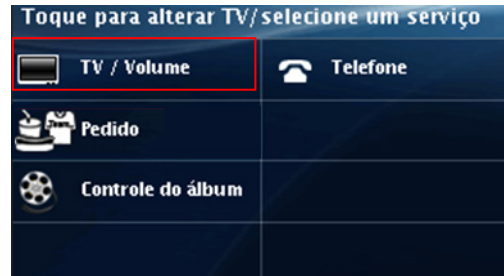 Toque para alterar TV/selecione um serviço
TV / Volume
Telefone
Pedido
Controle do álbum